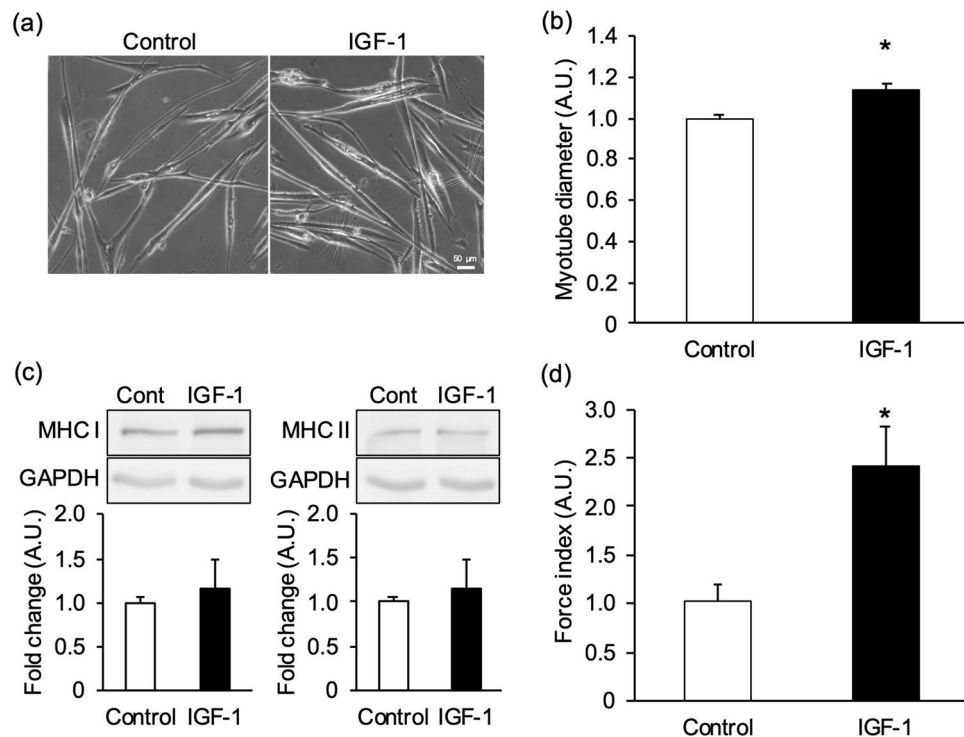 (a)
Control IGF-1
50 µm
(b)
Myotube diameter (A.U.)
1.4
1.2
1.0
0.8
0.6
0.4
0.2
0
*
Control IGF-1
(c)
Cont IGF-1
MHC I
GAPDH
Fold change (A.U.)
2.0
1.5
1.0
0.5
0
Control IGF-1
Cont IGF-1
MHC II
GAPDH
Fold change (A.U.)
2.0
1.5
1.0
0.5
0
Control IGF-1
(d)
Force index (A.U.)
3.0
2.5
2.0
1.5
1.0
0.5
0
*
Control IGF-1